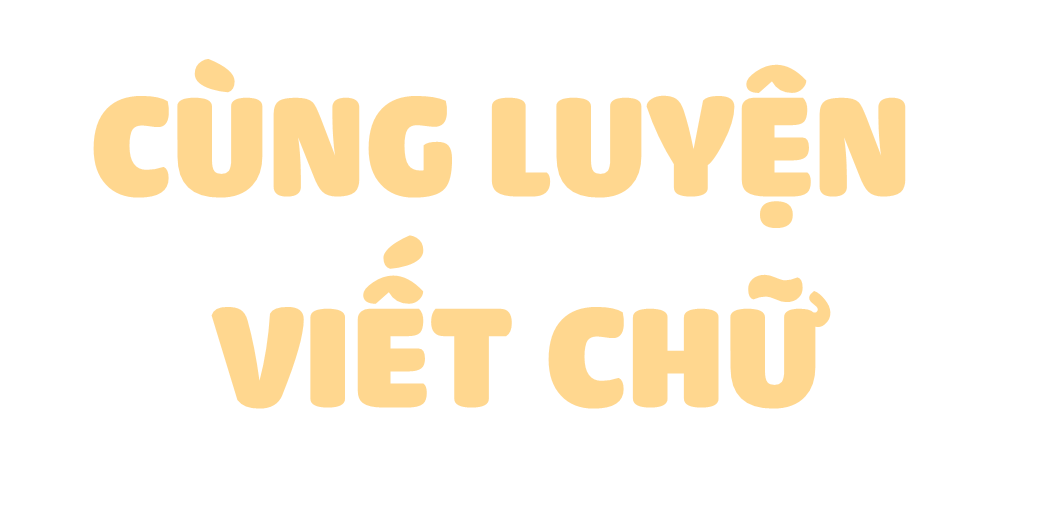 CÙNG LUYỆN
VIẾT CHỮ